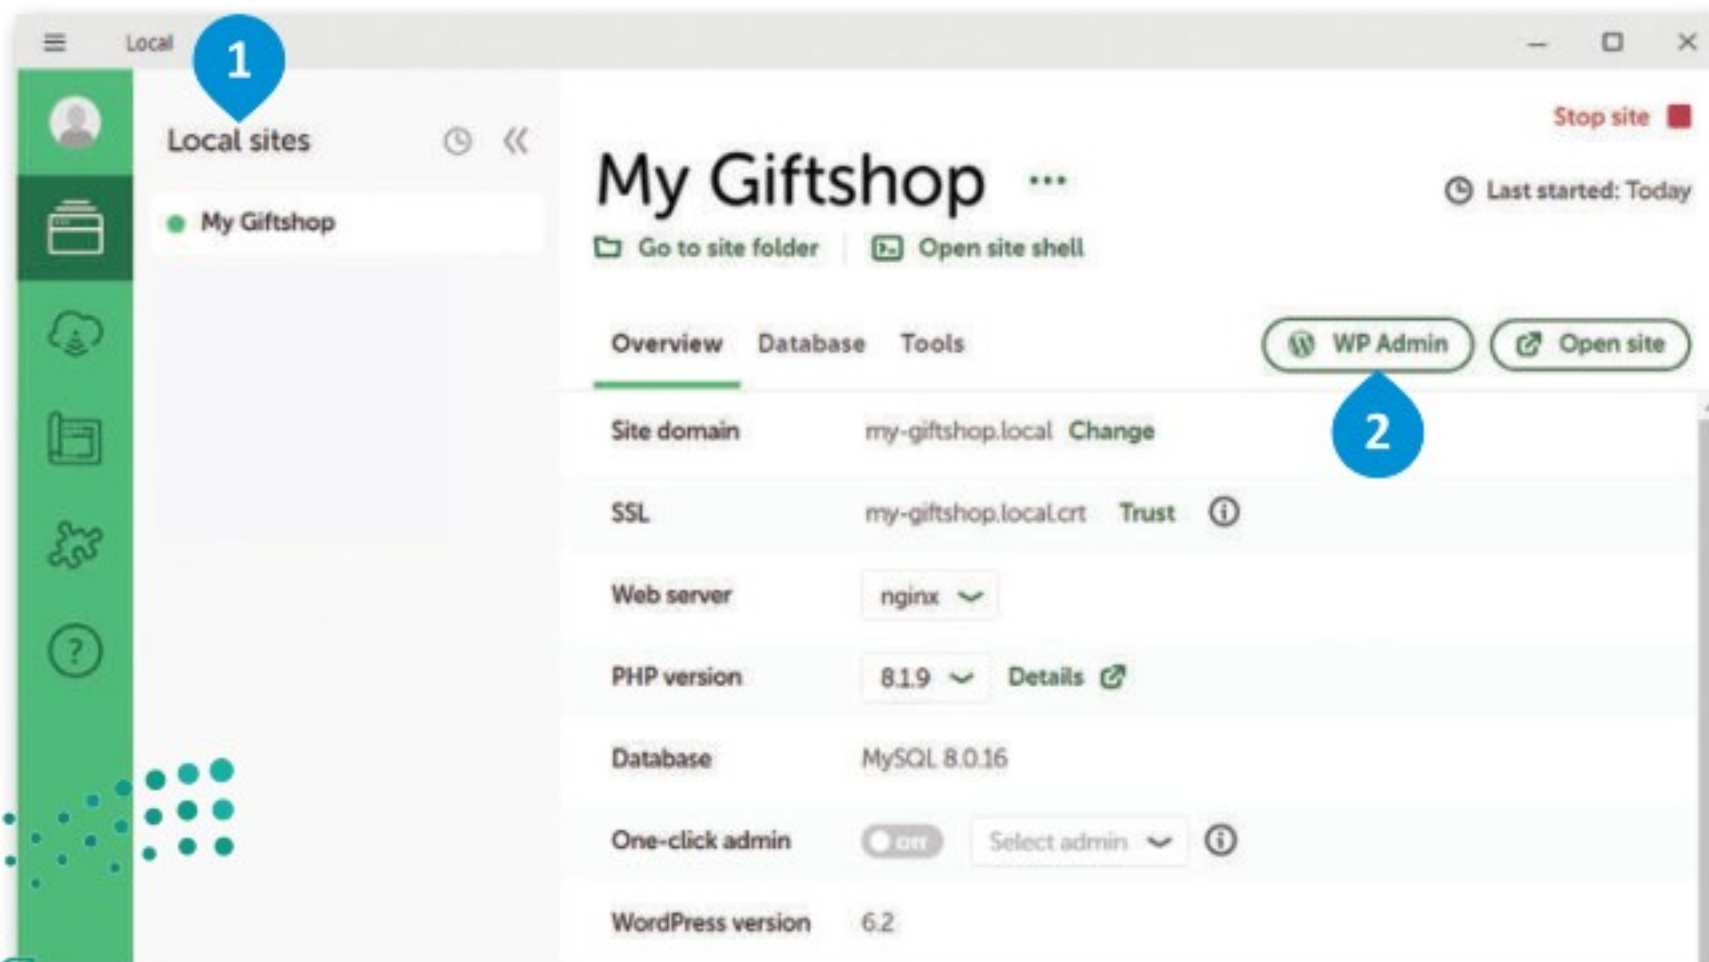 Local
1
Local sites
My Giftshop
Stop site
My Giftshop ...
Last started: Today
Go to site folder
Open site shell
Overview Database Tools
WP Admin
Open site
2
Site domain my-giftshop.local Change
SSL my-giftshop.local.crt Trust
Web server nginx
PHP version 8.1.9 Details
Database MySQL 8.0.16
One-click admin Off Select admin
WordPress version 6.2